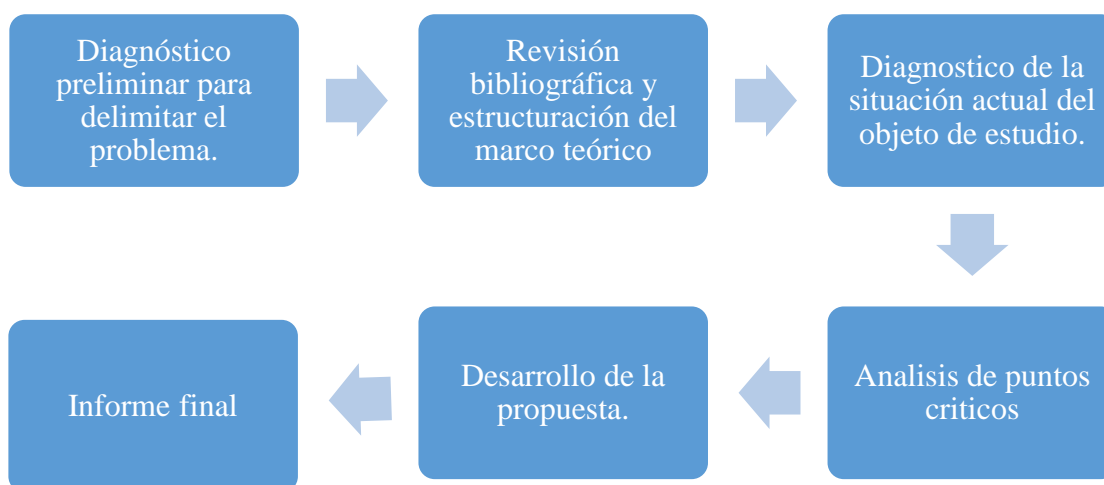 Diagnóstico
preliminar para
delimitar el
problema.
Revisión
bibliográfica y
estructuración del
marco teórico
Diagnostico de la
situación actual del
objeto de estudio.
Analisis de puntos
criticos
Desarrollo de la
propuesta.
Informe final